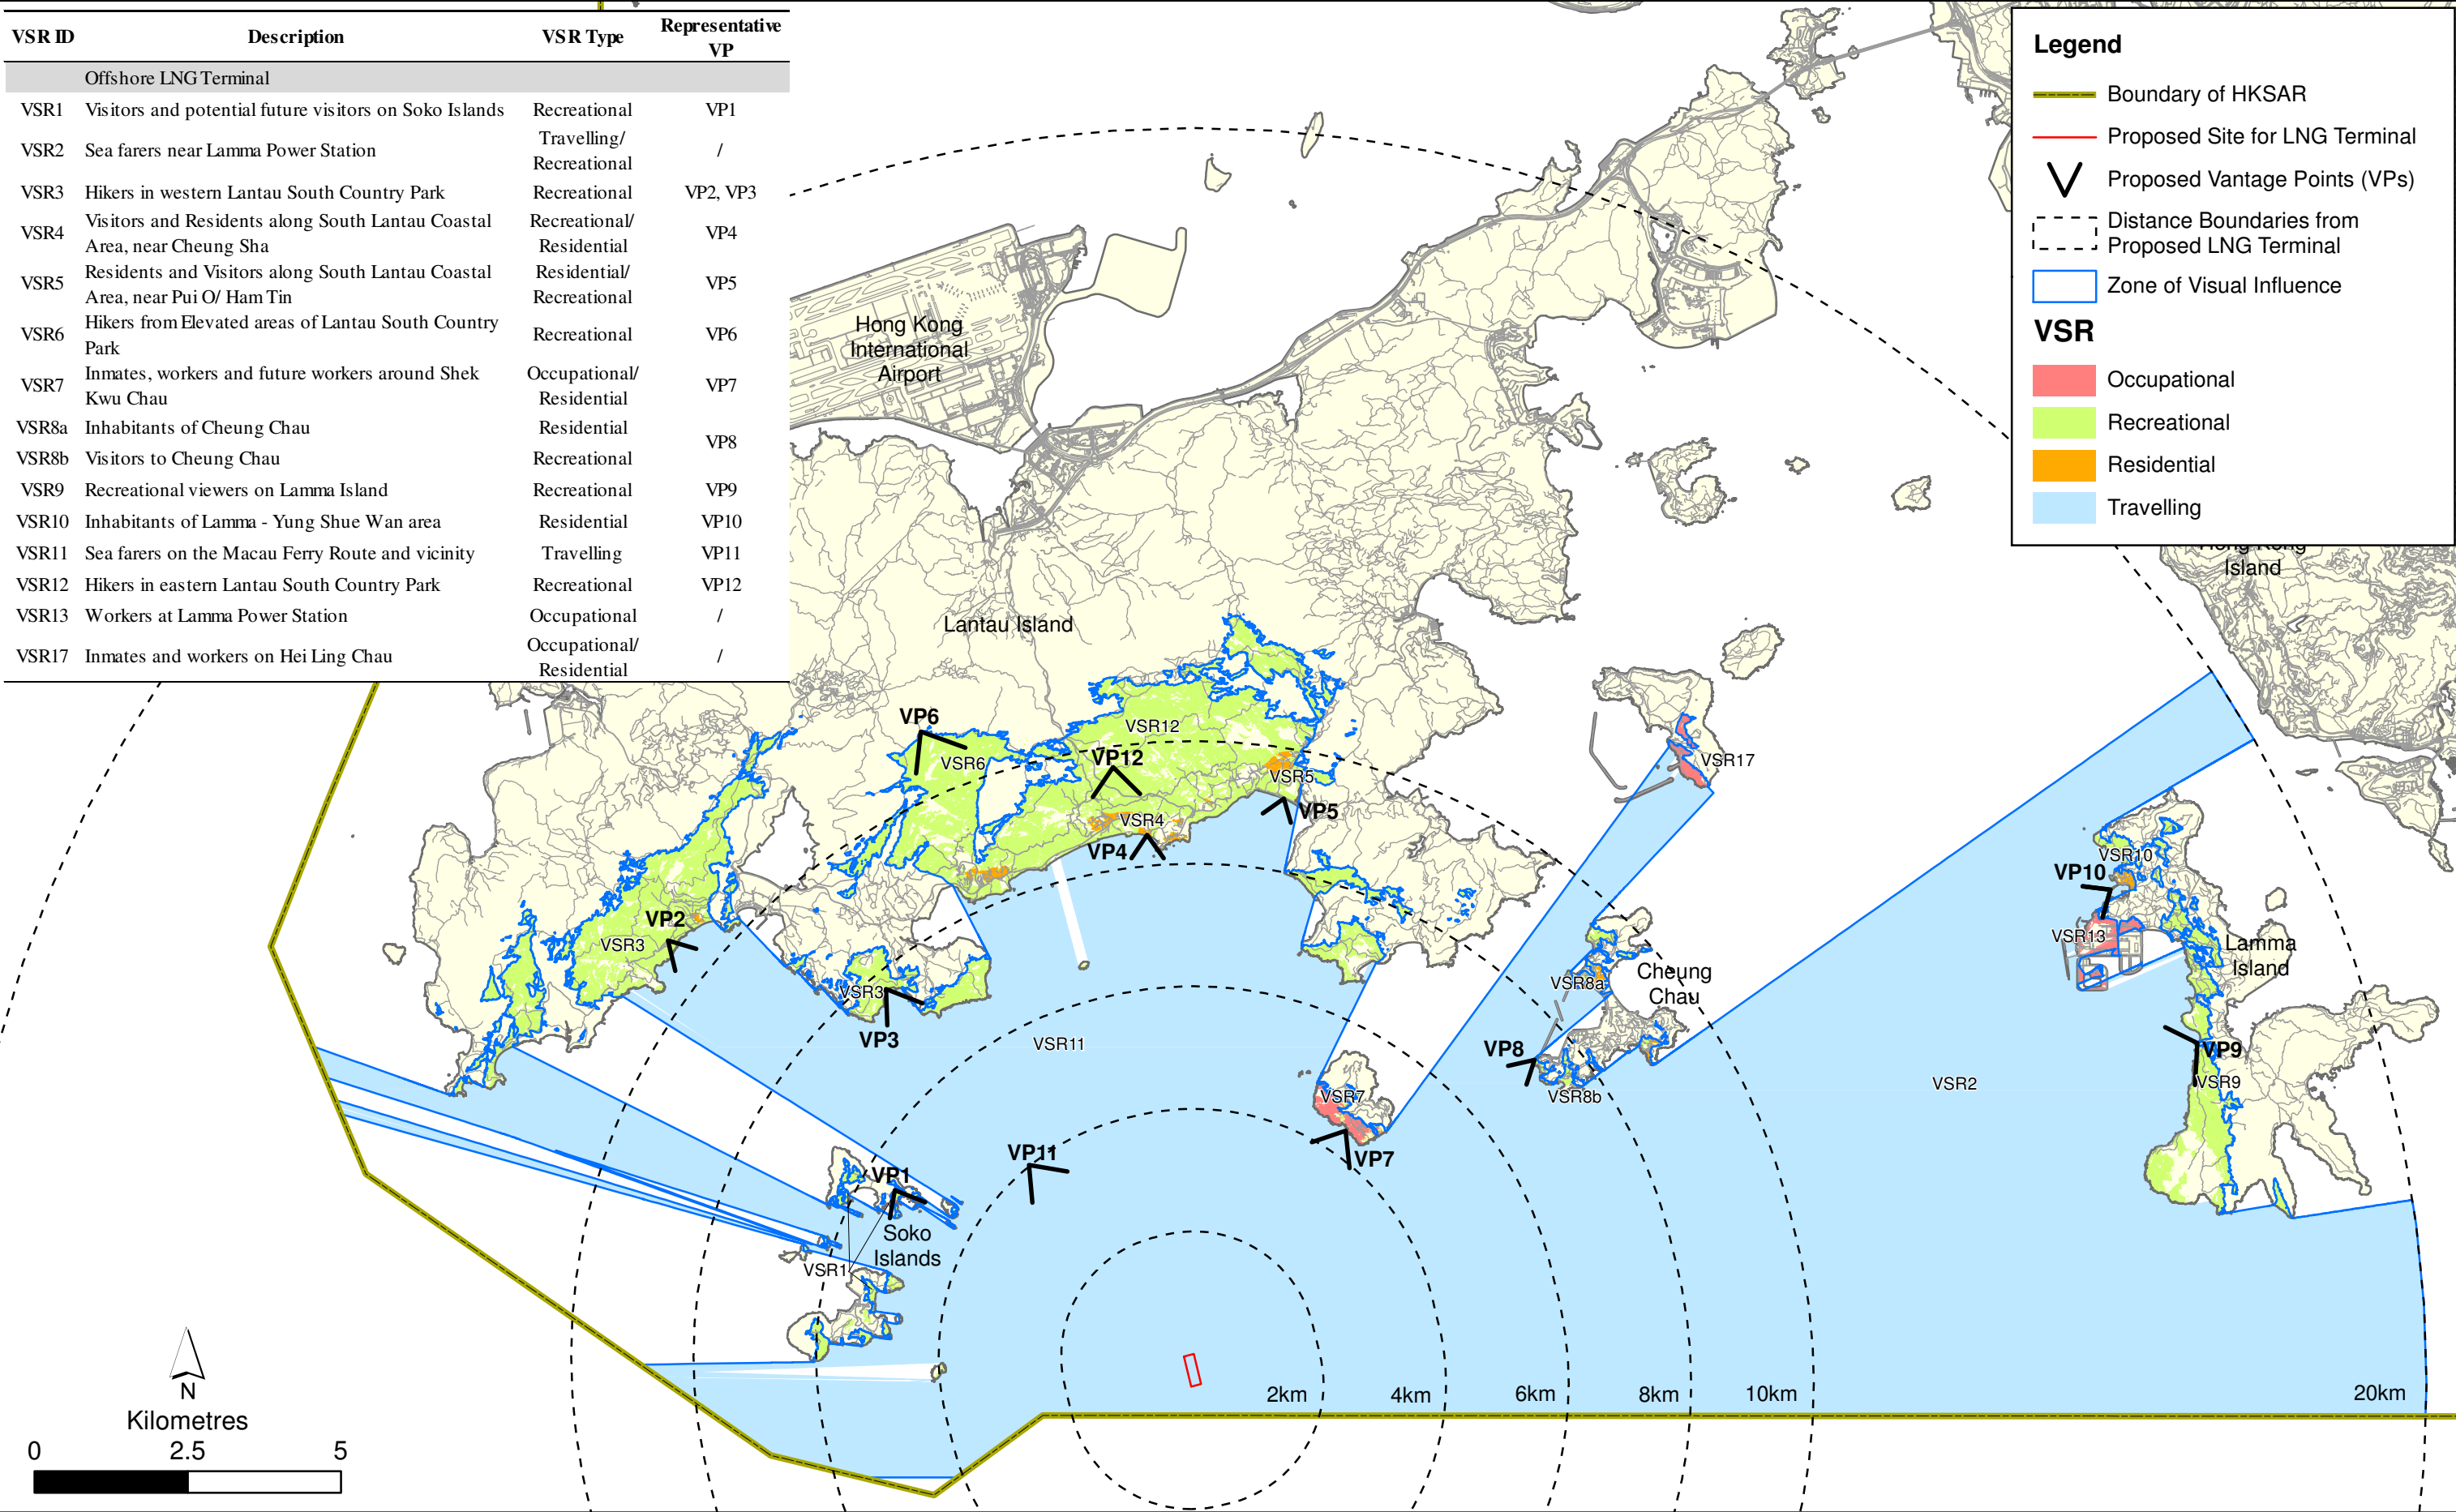 VSR ID Description VSR Type Representative VP
Offshore LNG Terminal
VSR1 Visitors and potential future visitors on Soko Islands Recreational VP1
VSR2 Sea farers near Lamma Power Station Travelling/ Recreational /
VSR3 Hikers in western Lantau South Country Park Recreational VP2, VP3
VSR4 Visitors and Residents along South Lantau Coastal Area, near Cheung Sha Recreational/ Residential VP4
VSR5 Residents and Visitors along South Lantau Coastal Area, near Pui O/ Ham Tin Residential/ Recreational VP5
VSR6 Hikers from Elevated areas of Lantau South Country Park Recreational VP6
VSR7 Inmates, workers and future workers around Shek Kwu Chau Occupational/ Residential VP7
VSR8a Inhabitants of Cheung Chau Residential VP8
VSR8b Visitors to Cheung Chau Recreational
VSR9 Recreational viewers on Lamma Island Recreational VP9
VSR10 Inhabitants of Lamma - Yung Shue Wan area Residential VP10
VSR11 Sea farers on the Macau Ferry Route and vicinity Travelling VP11
VSR12 Hikers in eastern Lantau South Country Park Recreational VP12
VSR13 Workers at Lamma Power Station Occupational /
VSR17 Inmates and workers on Hei Ling Chau Occupational/ Residential /
Legend
Boundary of HKSAR
Proposed Site for LNG Terminal
Proposed Vantage Points (VPs)
Distance Boundaries from
Proposed LNG Terminal
Zone of Visual Influence
VSR
Occupational
Recreational
Residential
Travelling
Hong Kong
International
Airport
Hong Kong
Island
Lantau Island
VP6
VSR6
VSR12
VP12
VSR5
VP5
VSR4
VP4
VSR17
VP2
VSR3
VSR3
VP3
VSR11
VSR10
VP10
VSR13
Lamma
Island
Cheung
Chau
VSR8a
VP8
VSR8b
VSR2
VP9
VSR9
VSR7
VP7
VP11
VP1
Soko
Islands
VSR1
2km
4km
6km
8km
10km
20km
N
Kilometres
0 2.5 5